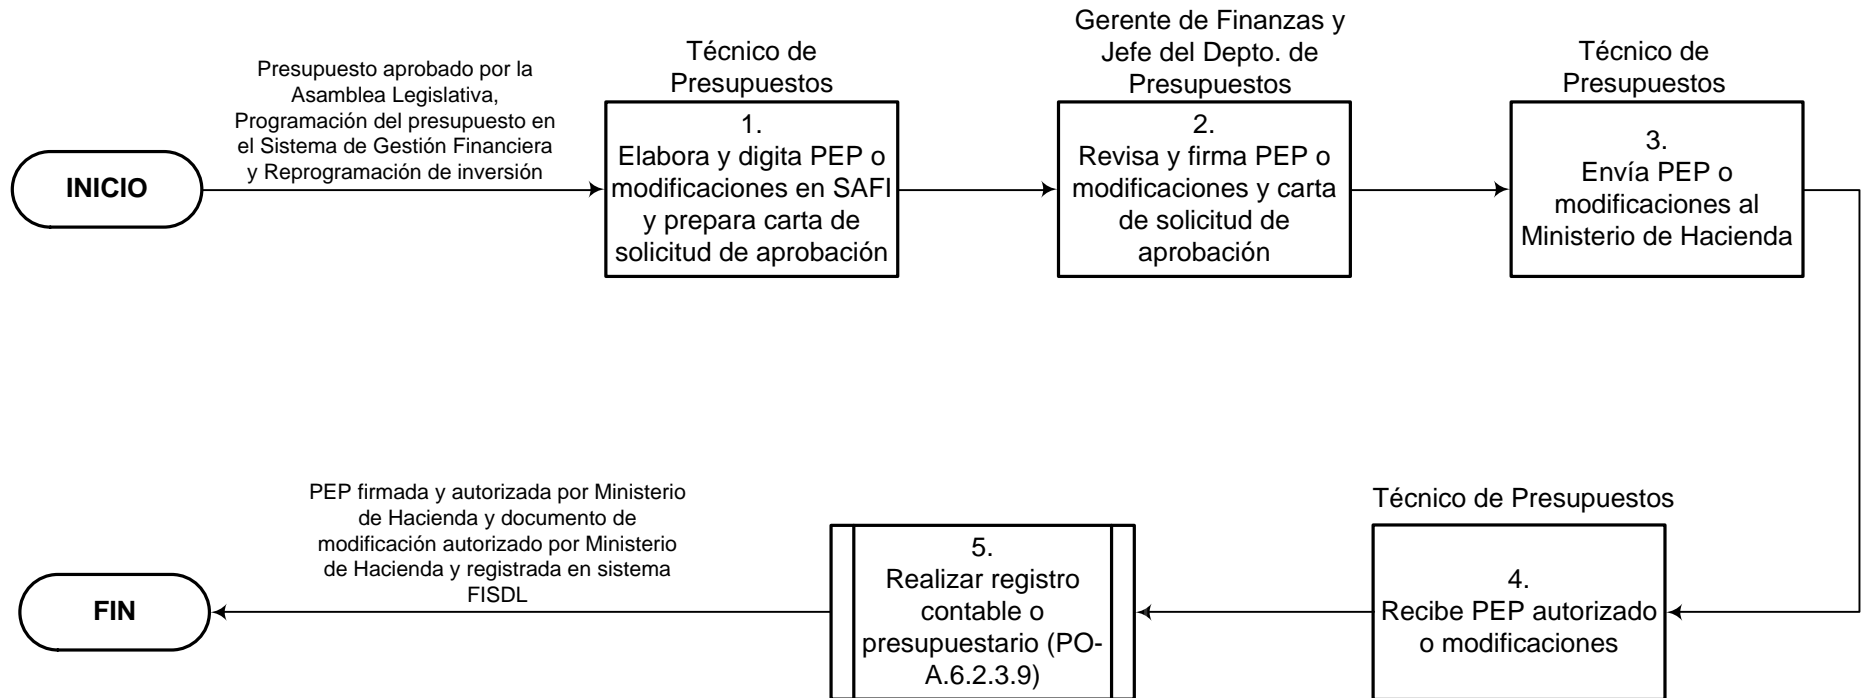 INICIO
Presupuesto aprobado por la
Asamblea Legislativa,
Programación del presupuesto en
el Sistema de Gestión Financiera
y Reprogramación de inversión
Técnico de
Presupuestos
1.
Elabora y digita PEP o
modificaciones en SAFI
y prepara carta de
solicitud de aprobación
Gerente de Finanzas y
Jefe del Depto. de
Presupuestos
2.
Revisa y firma PEP o
modificaciones y carta
de solicitud de
aprobación
Técnico de
Presupuestos
3.
Envía PEP o
modificaciones al
Ministerio de Hacienda
Técnico de Presupuestos
4.
Recibe PEP autorizado
o modificaciones
5.
Realizar registro
contable o
presupuestario (PO-
A.6.2.3.9)
PEP firmada y autorizada por Ministerio
de Hacienda y documento de
modificación autorizado por Ministerio
de Hacienda y registrada en sistema
FISDL
FIN